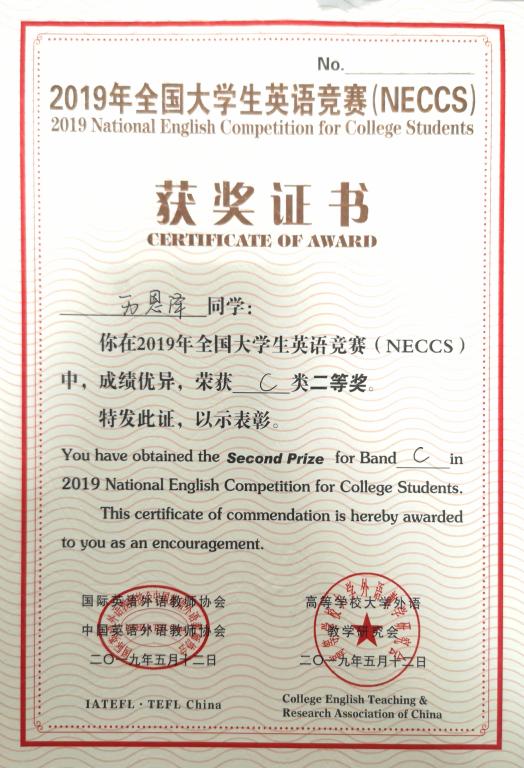 No.
2019年全国大学生英语竞赛(NECCS)
2019 National English Competition for College Students
获奖证书
CERTIFICATE OF AWARD
万恩泽同学:
你在2019年全国大学生英语竞赛(NECCS)
中，成绩优异，荣获 C 类二等奖。
特发此证，以示表彰。
You have obtained the Second Prize for Band C in
2019 National English Competition for College Students.
This certificate of commendation is hereby awarded
to you as an encouragement.
国际英语外语教师协会
中国英语外语教师协会
二〇一九年五月十二日
IATEFL · TEFL China
高等学校大学外语
教学研究会
二〇一九年五月十二日
College English Teaching &
Research Association of China